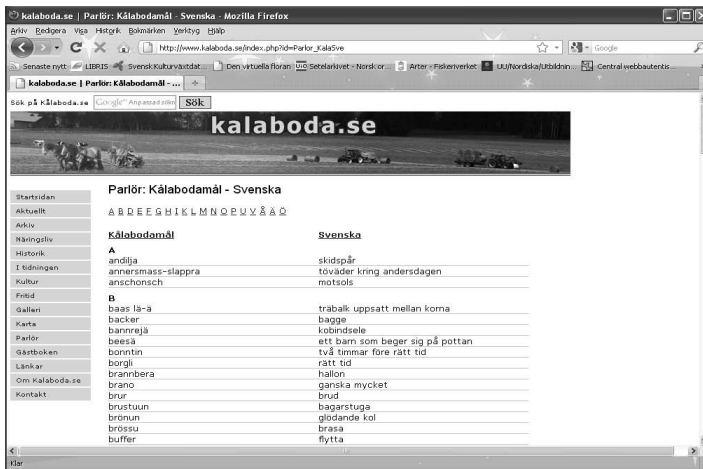 kalaboda.se | Parlör: Kålabodamål - Svenska - Mozilla Firefox
Arkiv Redigera Visa Historik Bokmärken Verktyg Hjälp
http://www.kalaboda.se/index.php?id=Parlor_KalaSve
Google
Senaste nytt LIBRIS Svensk Kulturväxtdat... Den virtuella floran UiO Setelarkivet - Norsk or... Arter - Fiskeriverket UU/Nordiska/Utbildnin... Central webbautentis...
kalaboda.se | Parlör: Kålabodamål - ...
Sök på Kålaboda.se Google™ Anpassad sökn Sök
kalaboda.se
Parlör: Kålabodamål - Svenska
A B D E F G H I K L M N O P U V Å Ä Ö
Startsidan
Aktuellt
Arkiv
Näringsliv
Historik
I tidningen
Kultur
Fritid
Galleri
Karta
Parlör
Gästboken
Länkar
Om Kalaboda.se
Kontakt
Kålabodamål Svenska
A
andilja skidspår
annersmass-slappra töväder kring andersdagen
anschonsch motsols
B
baas lä-ä träbalk uppsatt mellan korna
backer bagge
bannrejä kobindsele
beesä ett barn som beger sig på pottan
bonntin två timmar före rätt tid
borgli rätt tid
brannbera hallon
brano ganska mycket
brur brud
brustuun bagarstuga
brönun glödande kol
brössu brasa
buffer flytta
Klar